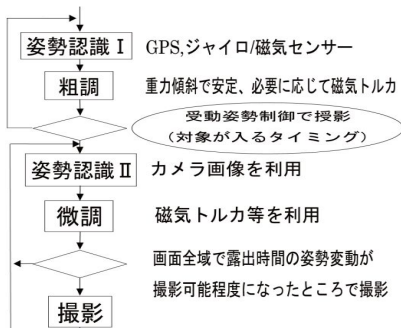 姿勢認識Ⅰ GPS,ジャイロ/磁気センサー
粗調 重力傾斜で安定、必要に応じて磁気トルカ
受動姿勢制御で授影
(対象が入るタイミング)
姿勢認識Ⅱ カメラ画像を利用
微調 磁気トルカ等を利用
画面全域で露出時間の姿勢変動が
撮影可能程度になったところで撮影
撮影